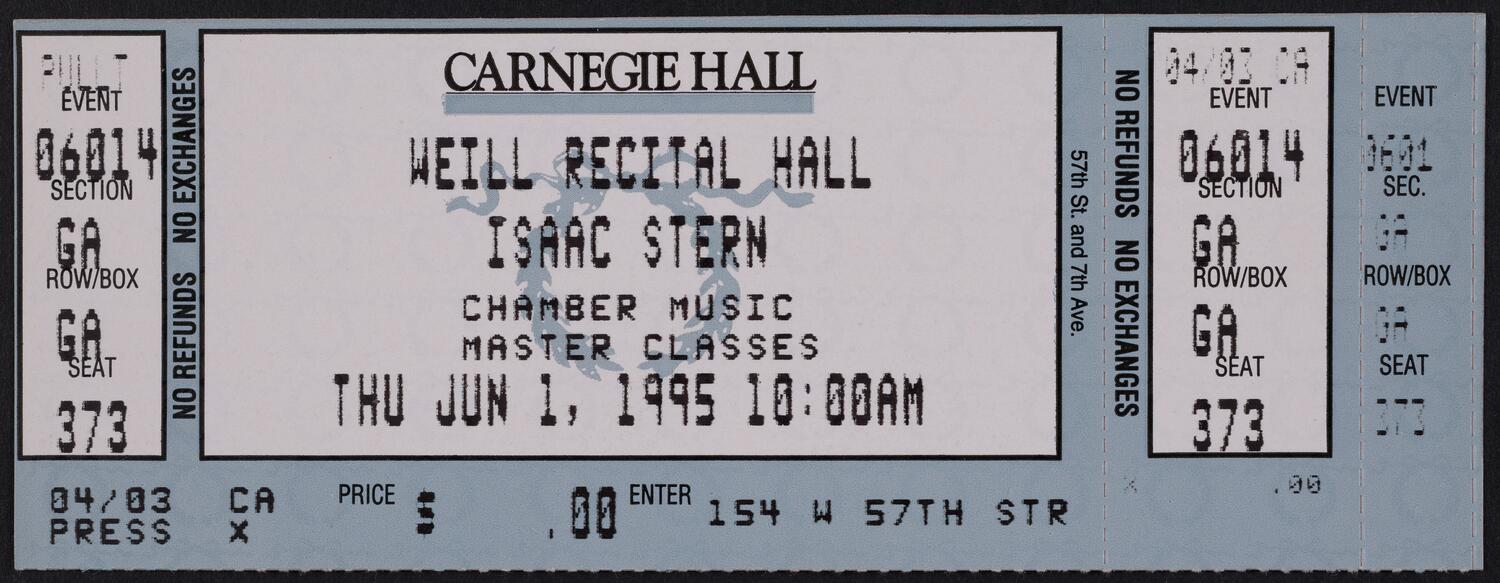 PULLT
EVENT
06014
SECTION
GA
ROW/BOX
GA
SEAT
373
NO REFUNDS NO EXCHANGES
CARNEGIE HALL
WEILL RECITAL HALL
ISAAC STERN
CHAMBER MUSIC
MASTER CLASSES
THU JUN 1, 1995 10:00AM
57th St. and 7th Ave.
04/03 CA
PRESS X
PRICE $ .00 ENTER 154 W 57TH STR
NO REFUNDS NO EXCHANGES
04/03 CA
EVENT
06014
SECTION
GA
ROW/BOX
GA
SEAT
373
X .00
EVENT
0601
SEC.
GA
ROW/BOX
GA
SEAT
373